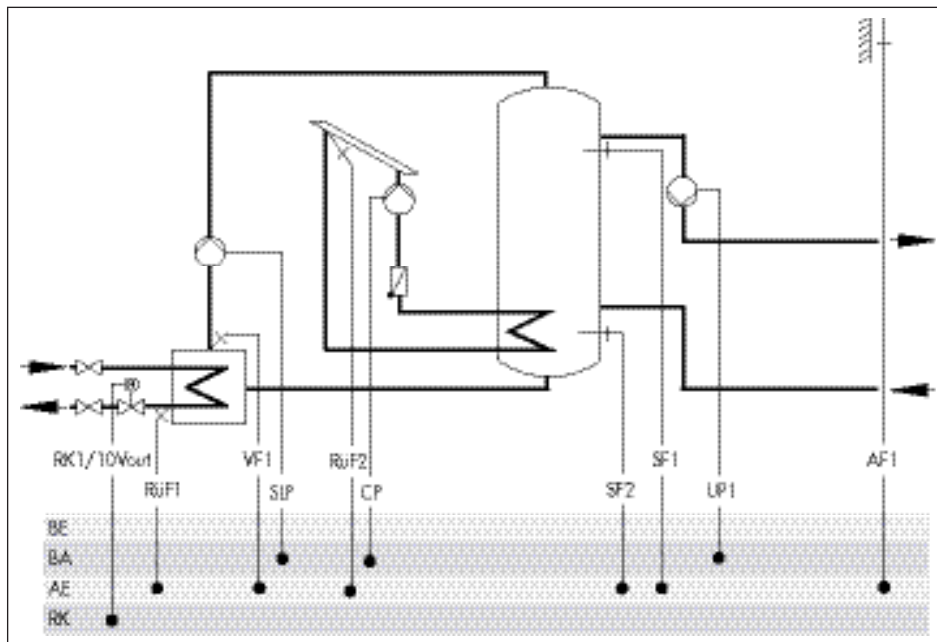 RK1/10Vout VF1 RüF2 SF1 AF1
RüF1 SLP CP SF2 UP1
BE
BA
AE
RK